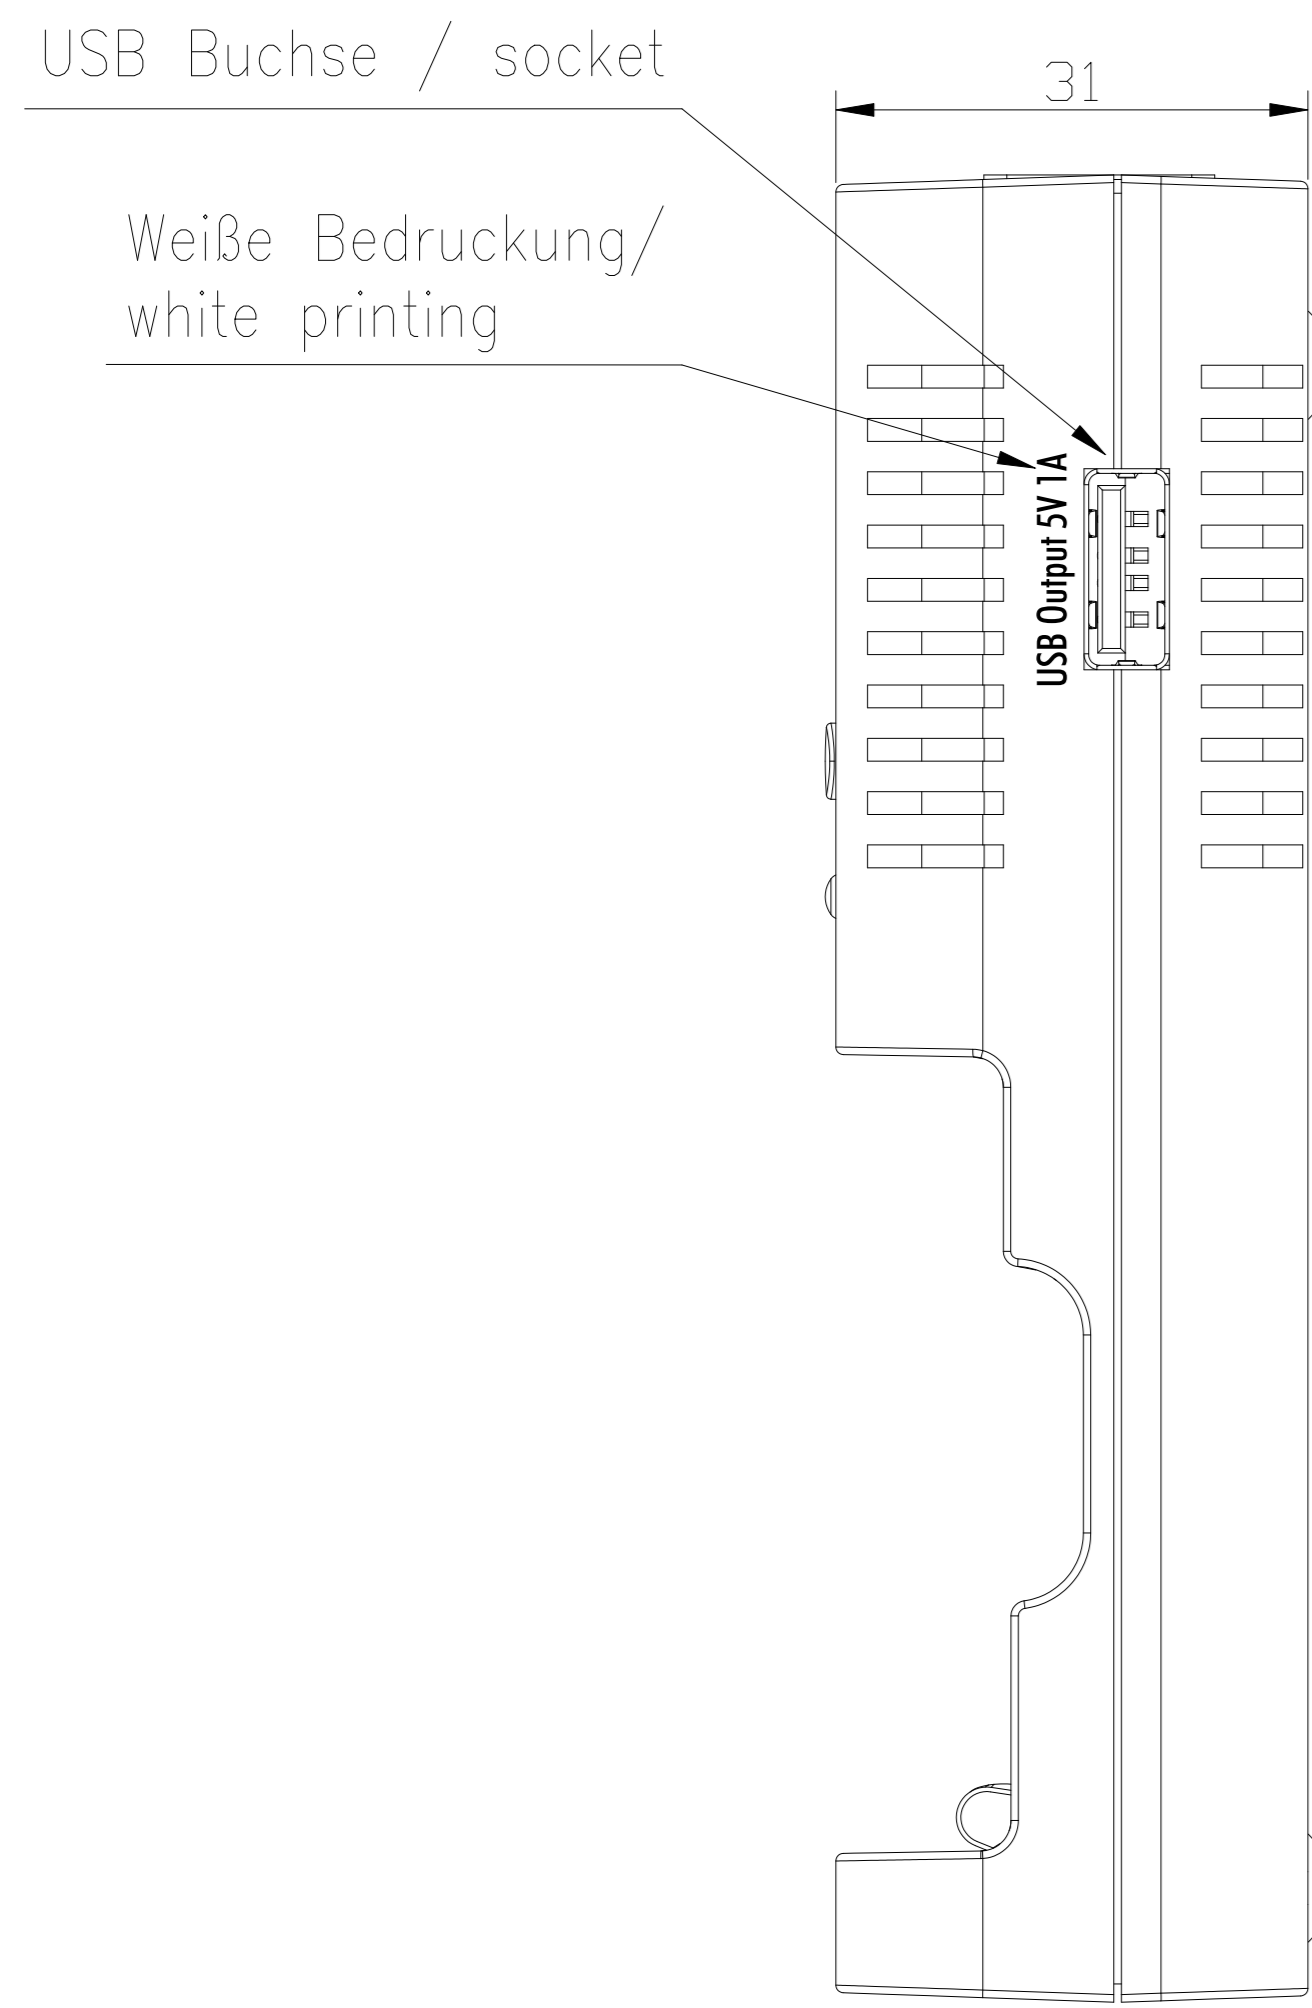 USB Buchse / socket
31
Weiße Bedruckung/
white printing
USB Output 5V 1A